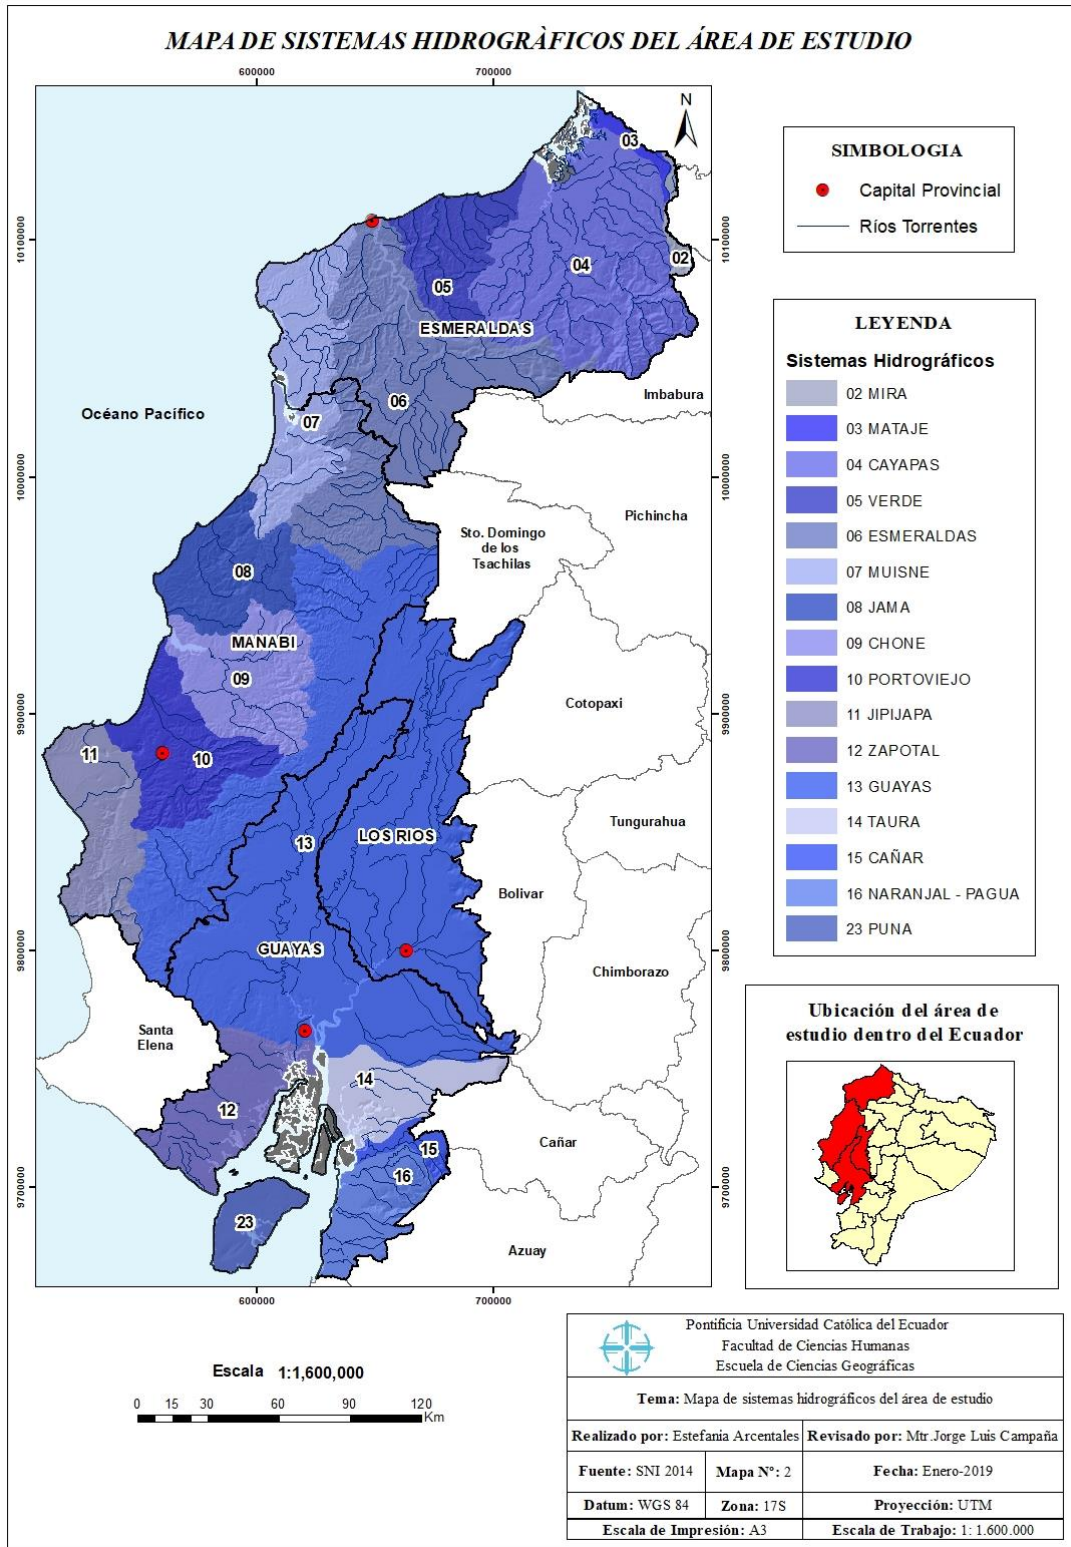 MAPA DE SISTEMAS HIDROGRÀFICOS DEL ÁREA DE ESTUDIO
600000 700000
N
03
10100000 10100000
02
04
05
ESMERALDAS
Imbabura
Océano Pacífico
06
07
10000000 10000000
Pichincha
Sto. Domingo
de los
Tsachilas
08
MANABI
09
Cotopaxi
9900000 9900000
11
10
Tungurahua
13
LOS RIOS
Bolivar
GUAYAS
9800000 9800000
Chimborazo
Santa
Elena
14
12
Cañar
15
16
9700000 9700000
23
Azuay
600000 700000
SIMBOLOGIA
Capital Provincial
Ríos Torrentes
LEYENDA
Sistemas Hidrográficos
02 MIRA
03 MATAJE
04 CAYAPAS
05 VERDE
06 ESMERALDAS
07 MUISNE
08 JAMA
09 CHONE
10 PORTOVIEJO
11 JIPIJAPA
12 ZAPOTAL
13 GUAYAS
14 TAURA
15 CAÑAR
16 NARANJAL - PAGUA
23 PUNA
Ubicación del área de
estudio dentro del Ecuador
Escala 1:1,600,000
0 15 30 60 90 120
Km
Pontificia Universidad Católica del Ecuador
Facultad de Ciencias Humanas
Escuela de Ciencias Geográficas
Tema: Mapa de sistemas hidrográficos del área de estudio
Realizado por: Estefania Arcentales Revisado por: Mtr.Jorge Luis Campaña
Fuente: SNI 2014 Mapa Nº: 2 Fecha: Enero-2019
Datum: WGS 84 Zona: 17S Proyección: UTM
Escala de Impresión: A3 Escala de Trabajo: 1: 1.600.000